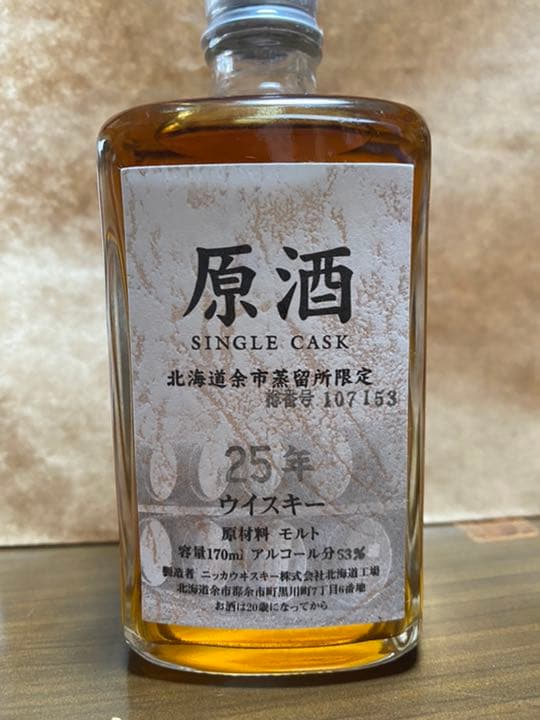 原酒
SINGLE CASK
北海道余市蒸留所限定
樽番号 107153
25年
ウイスキー
原材料 モルト
容量170ml アルコール分53%
製造者 ニッカウヰスキー株式会社北海道工場
北海道余市郡余市町黒川町7丁目6番地
お酒は20歳になってから